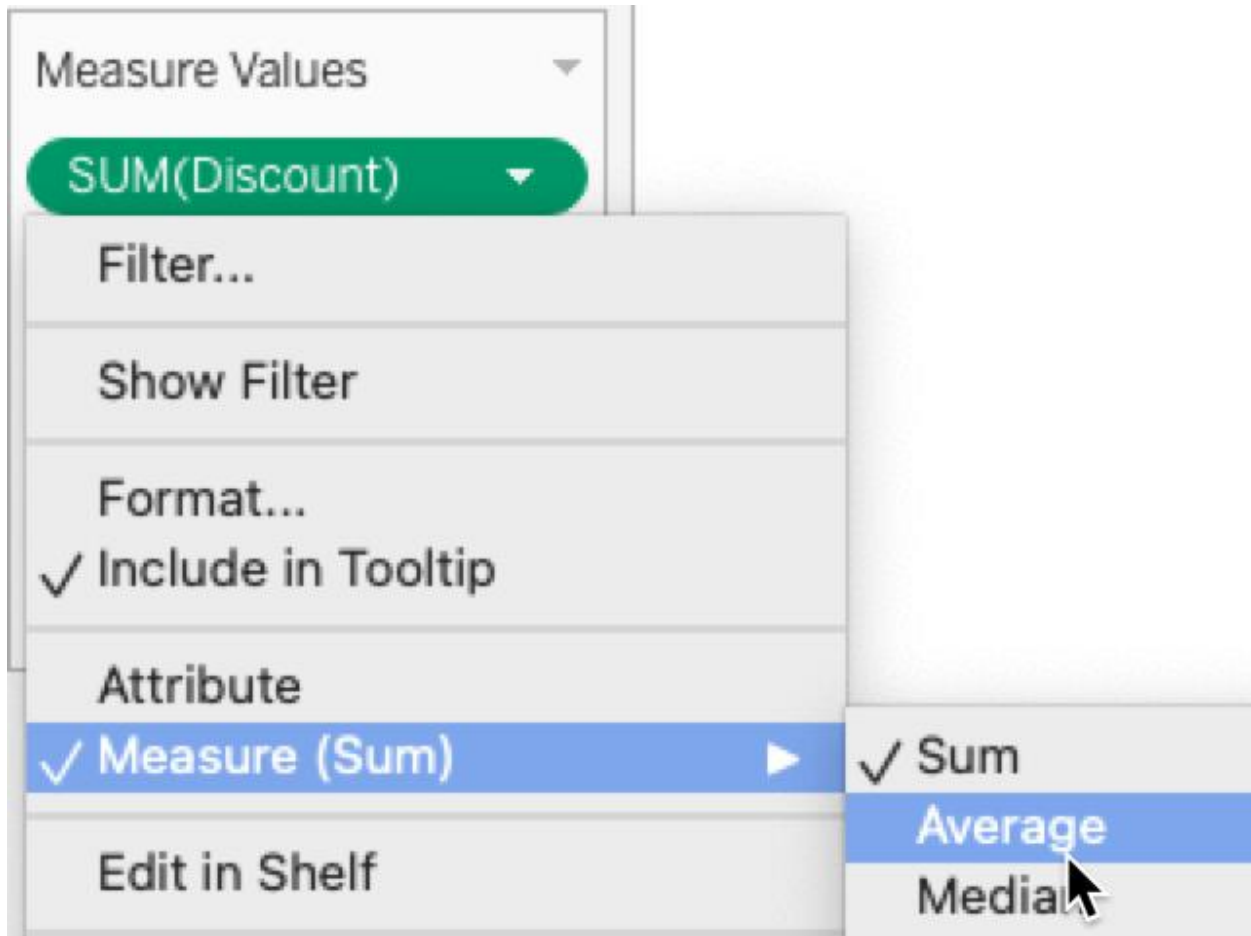 Measure Values
SUM(Discount)
Filter...
Show Filter
Format...
Include in Tooltip
Attribute
Measure (Sum)
Sum
Average
Median
Edit in Shelf